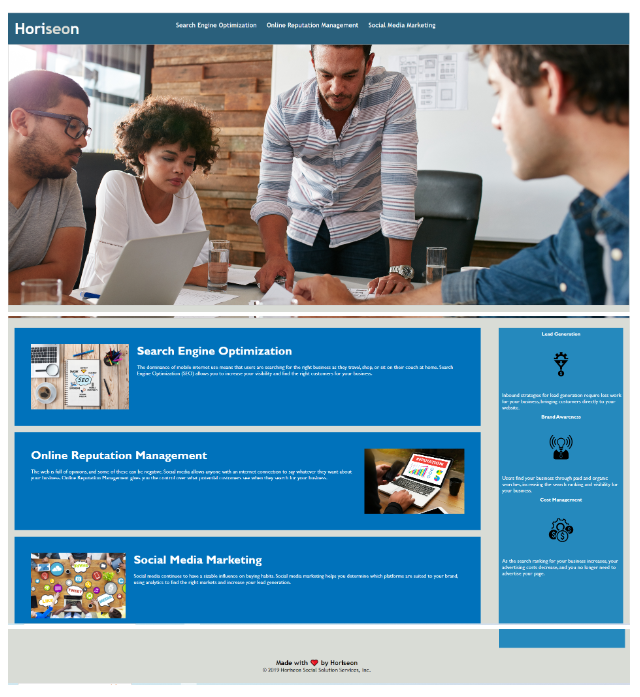 Horiseon
Search Engine Optimization Online Reputation Management Social Media Marketing
Search Engine Optimization
The dominance of mobile internet use means that users are searching for the right business as they travel, shop, or sit on their couch at home. Search
Engine Optimization (SEO) allows you to increase your visibility and find the right customers for your business.
SEO
Online Reputation Management
The web is full of opinions, and some of these can be negative. Social media allows anyone with an internet connection to say whatever they want about
your business. Online Reputation Management gives you the control over what potential customers see when they search for your business.
REPUTATION
Social Media Marketing
Social media continues to have a sizable influence on buying habits. Social media marketing helps you determine which platforms are suited to your brand,
using analytics to find the right markets and increase your lead generation.
TWEET
Lead Generation
Inbound strategies for lead generation require less work
for your business, bringing customers directly to your
website.
Brand Awareness
Users find your business through paid and organic
searches, increasing the search ranking and visibility for
your business.
Cost Management
As the search ranking for your business increases, your
advertising costs decrease, and you no longer need to
advertise your page.
Made with ❤️ by Horiseon
© 2019 Horiseon Social Solution Services, Inc.